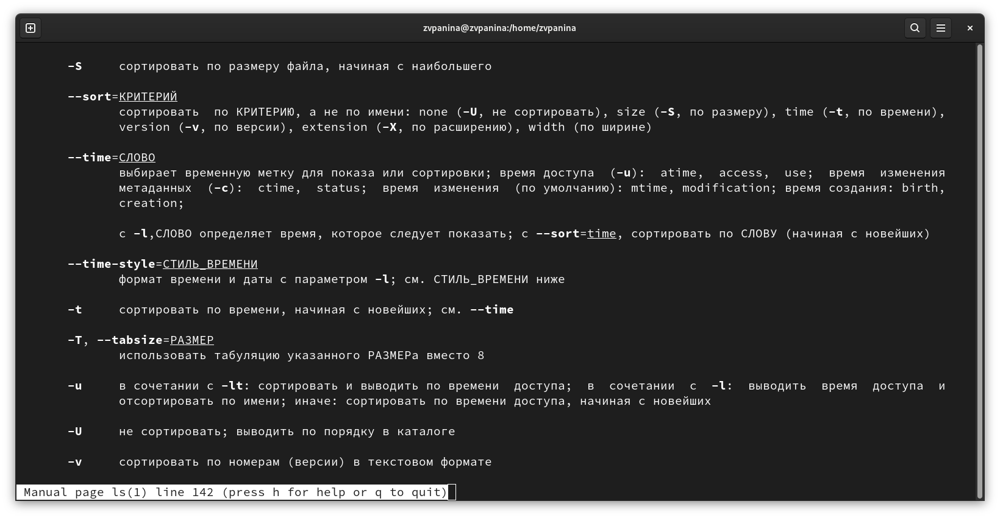 zvpanina@zvpanina:/home/zvpanina
-S сортировать по размеру файла, начиная с наибольшего
--sort=КРИТЕРИЙ
сортировать по КРИТЕРИЮ, а не по имени: none (-U, не сортировать), size (-S, по размеру), time (-t, по времени),
version (-v, по версии), extension (-X, по расширению), width (по ширине)
--time=СЛОВО
выбирает временную метку для показа или сортировки; время доступа (-u): atime, access, use; время изменения
метаданных (-c): ctime, status; время изменения (по умолчанию): mtime, modification; время создания: birth,
creation;
с -l,СЛОВО определяет время, которое следует показать; с --sort=time, сортировать по СЛОВУ (начиная с новейших)
--time-style=СТИЛЬ_ВРЕМЕНИ
формат времени и даты с параметром -l; см. СТИЛЬ_ВРЕМЕНИ ниже
-t сортировать по времени, начиная с новейших; см. --time
-T, --tabsize=РАЗМЕР
использовать табуляцию указанного РАЗМЕРа вместо 8
-u в сочетании с -lt: сортировать и выводить по времени доступа; в сочетании с -l: выводить время доступа и
отсортировать по имени; иначе: сортировать по времени доступа, начиная с новейших
-U не сортировать; выводить по порядку в каталоге
-v сортировать по номерам (версии) в текстовом формате
Manual page ls(1) line 142 (press h for help or q to quit)